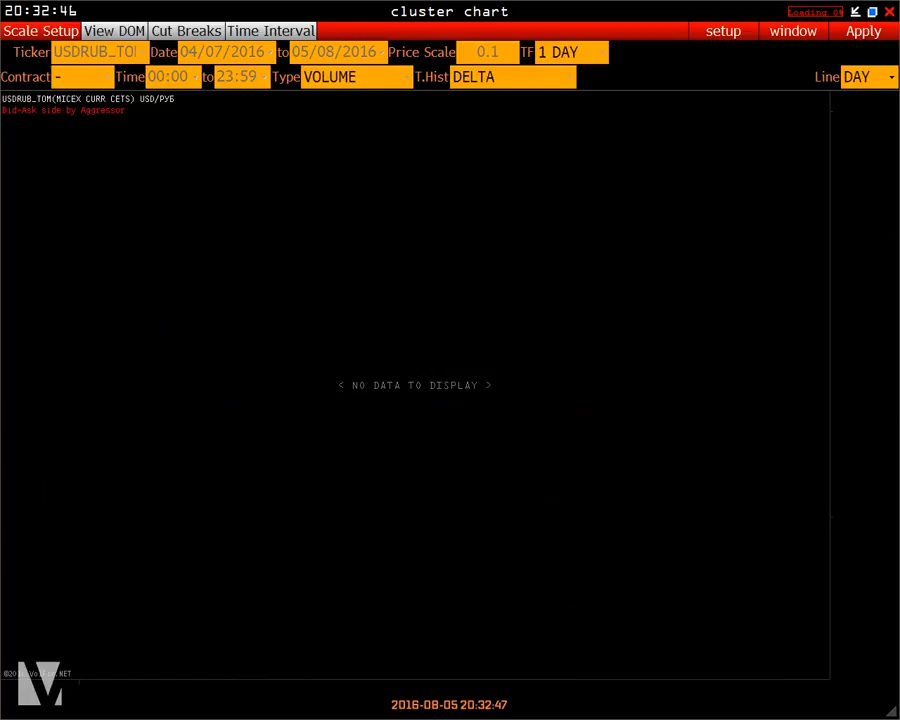 20:32:46 cluster chart Loading 0%
Scale Setup View DOM Cut Breaks Time Interval setup window Apply
Ticker USDRUB_TO Date 04/07/2016 to 05/08/2016 Price Scale 0.1 TF 1 DAY
Contract - Time 00:00 to 23:59 Type VOLUME T.Hist DELTA Line DAY
USDRUB_TOM(MICEX CURR CETS) USD/РУБ
Bid-Ask side by Aggressor
< NO DATA TO DISPLAY >
2016-08-05 20:32:47